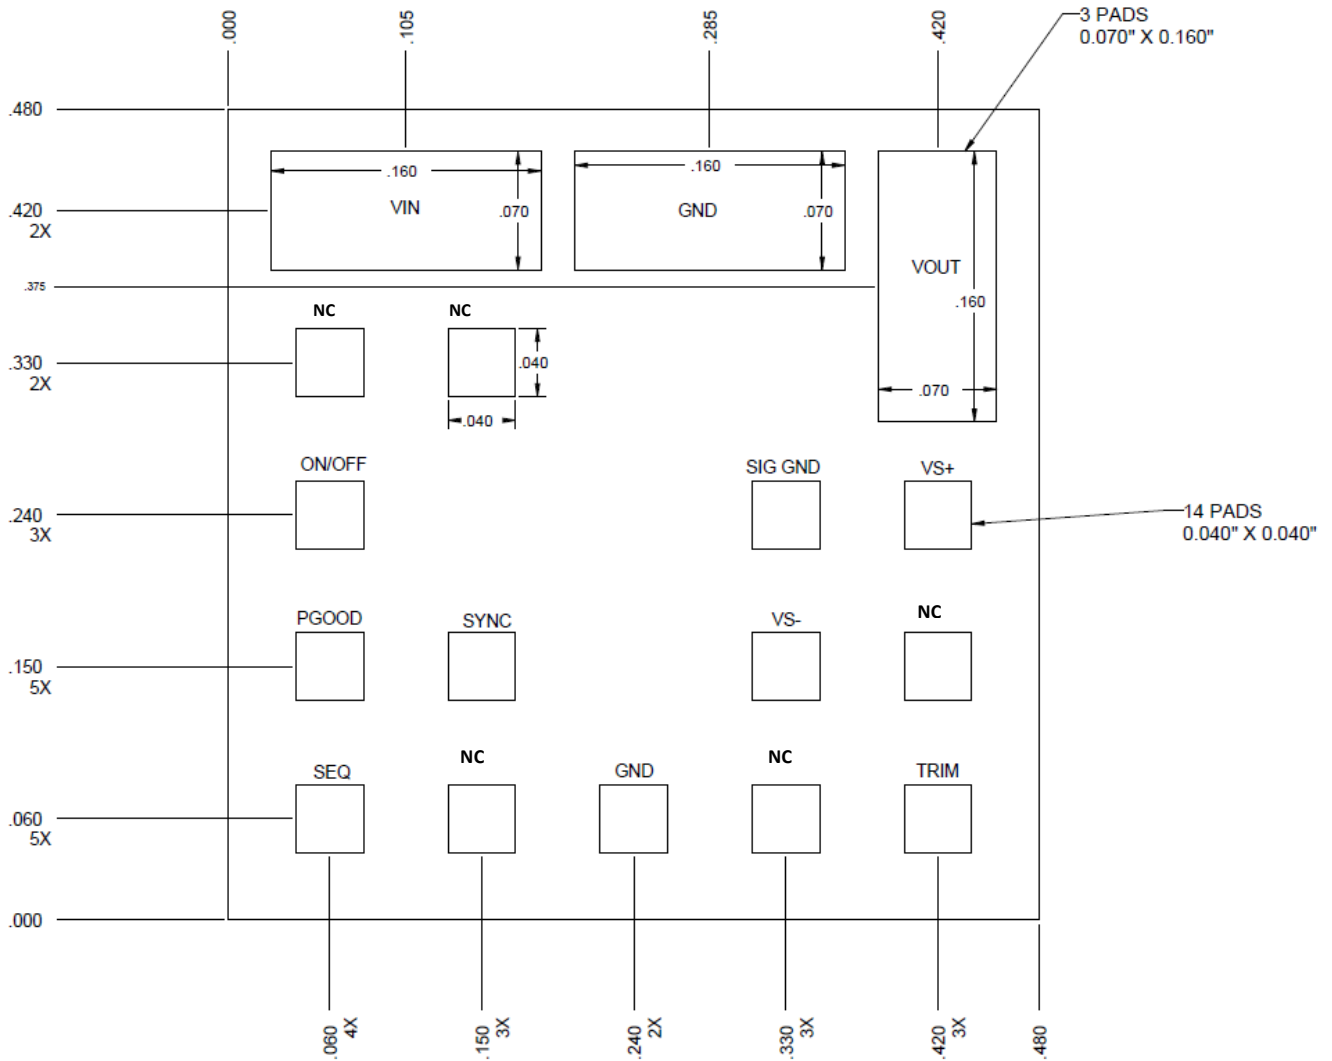 .000
.105
.285
.420
3 PADS
0.070" X 0.160"
.480
.160
.160
.420
2X
VIN
.070
GND
.070
VOUT
.375
.160
NC
NC
.330
2X
.040
.070
.040
ON/OFF
SIG GND
VS+
.240
3X
14 PADS
0.040" X 0.040"
PGOOD
SYNC
VS-
NC
.150
5X
SEQ
NC
GND
NC
TRIM
.060
5X
.000
.060 4X
.150 3X
.240 2X
.330 3X
.420 3X
.480